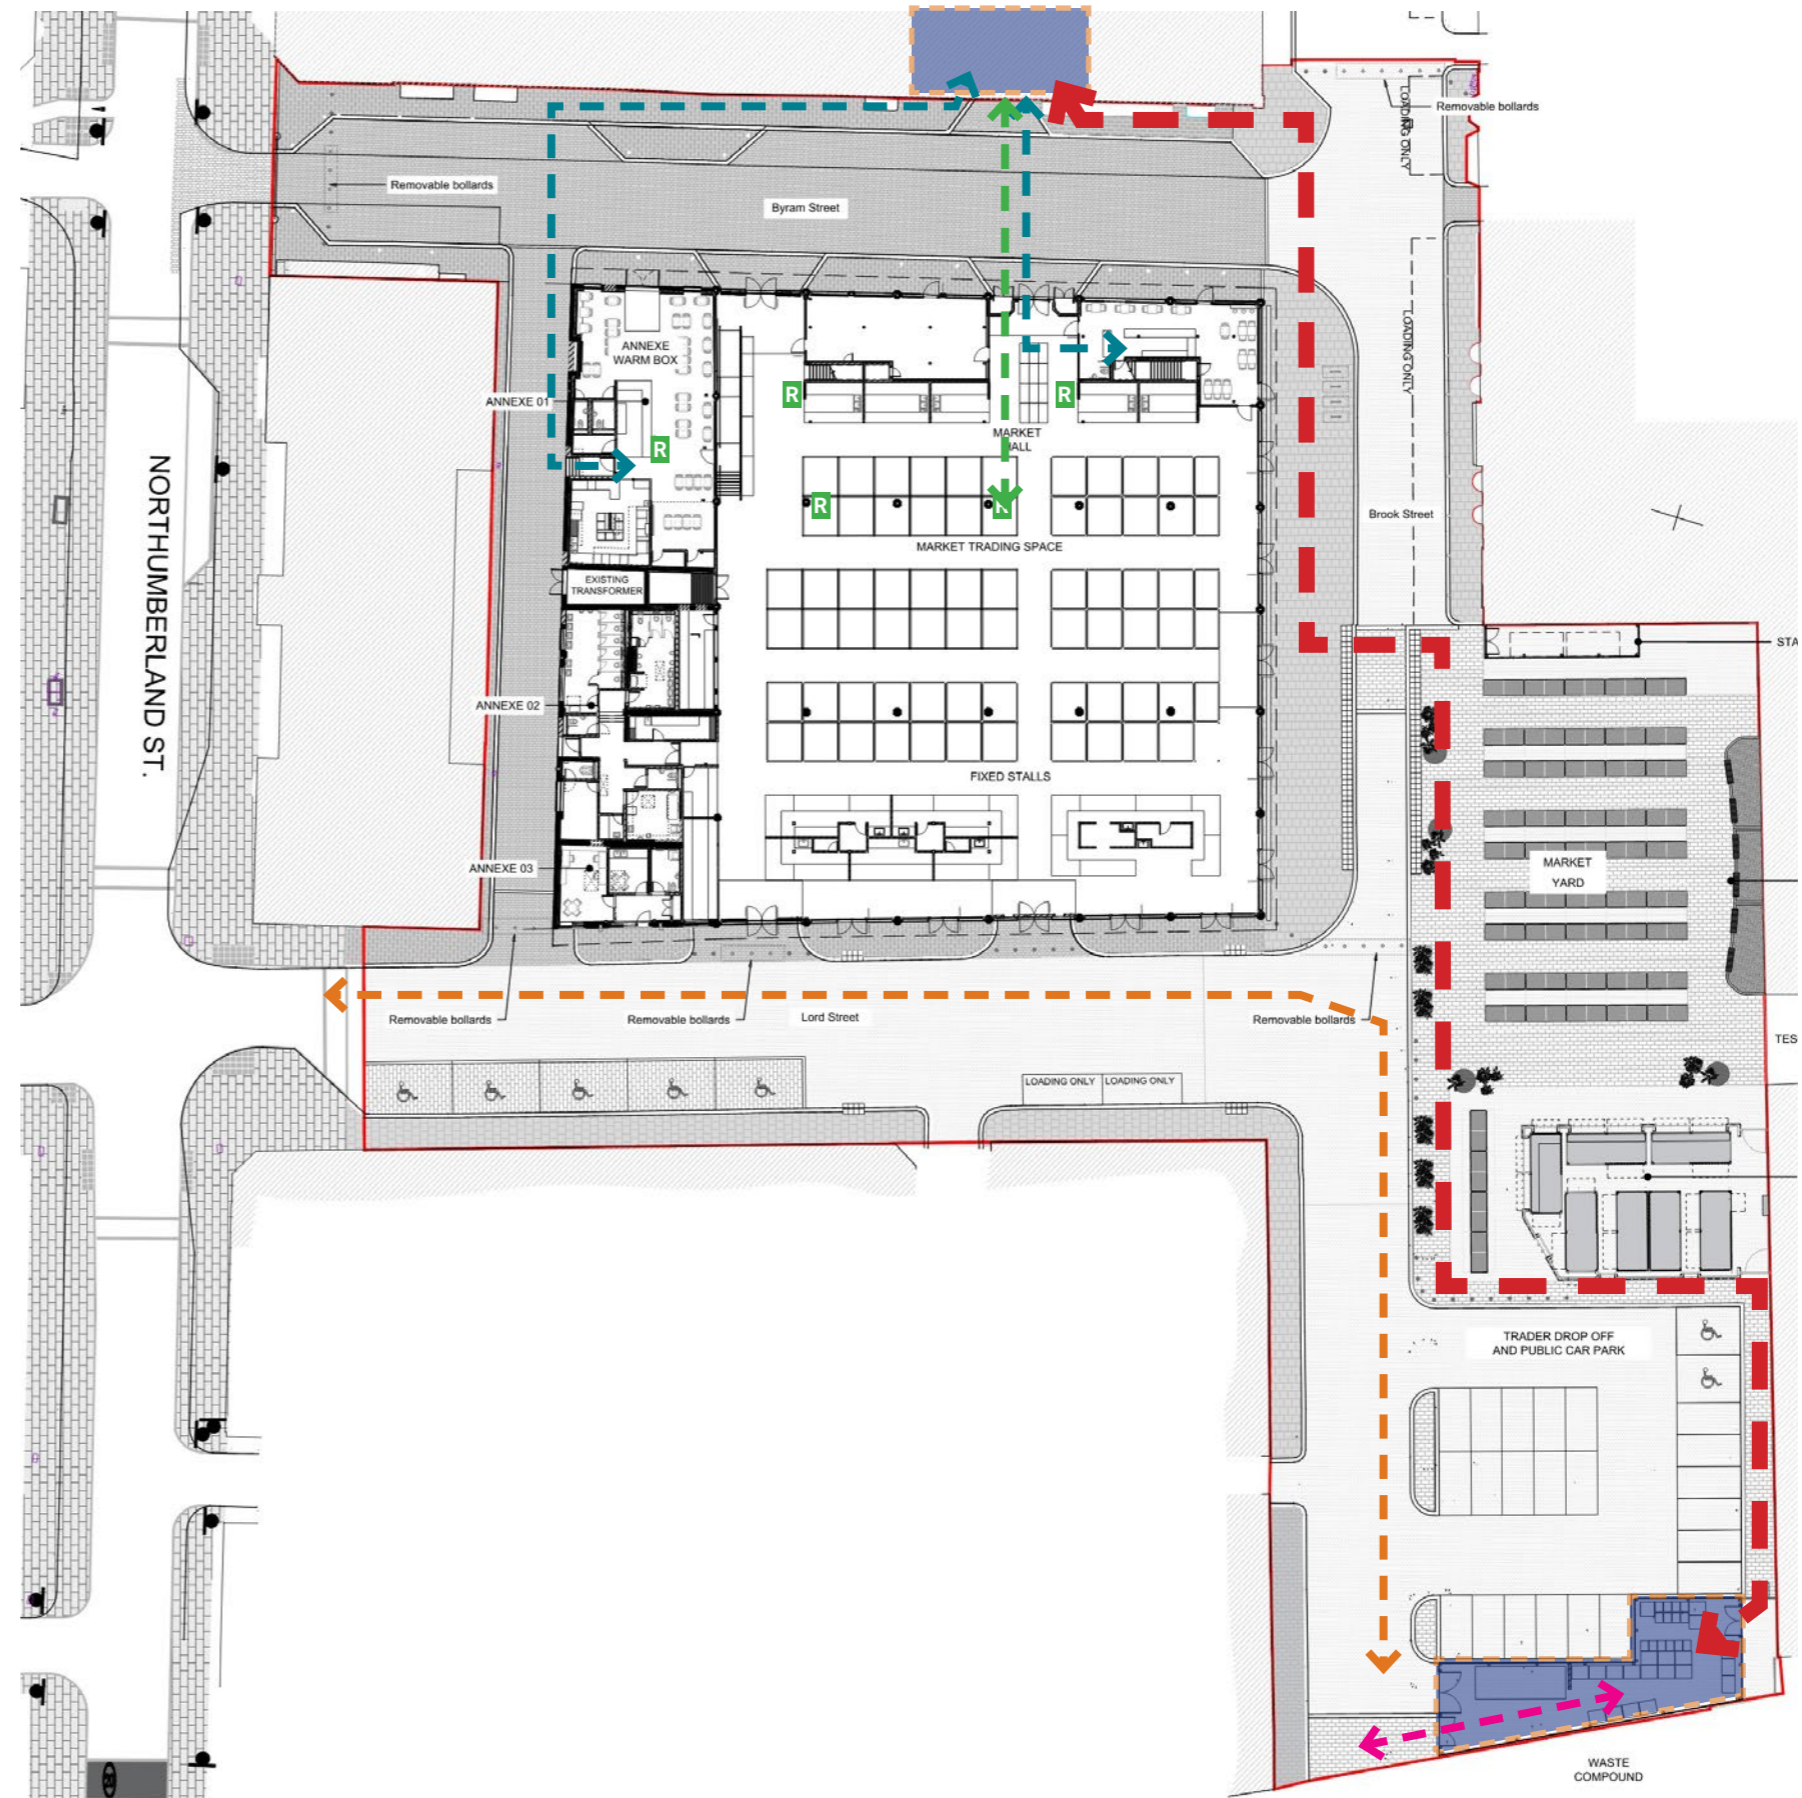 Removable bollards
LOADING ONLY
Removable bollards
Byram Street
LOADING ONLY
ANNEXE
WARM BOX
ANNEXE 01
R
R
R
MARKET
HALL
R
R
Brook Street
MARKET TRADING SPACE
NORTHUMBERLAND ST.
EXISTING
TRANSFORMER
STA
ANNEXE 02
FIXED STALLS
ANNEXE 03
MARKET
YARD
Removable bollards
Removable bollards
Lord Street
Removable bollards
TES
LOADING ONLY
LOADING ONLY
TRADER DROP OFF
AND PUBLIC CAR PARK
WASTE
COMPOUND